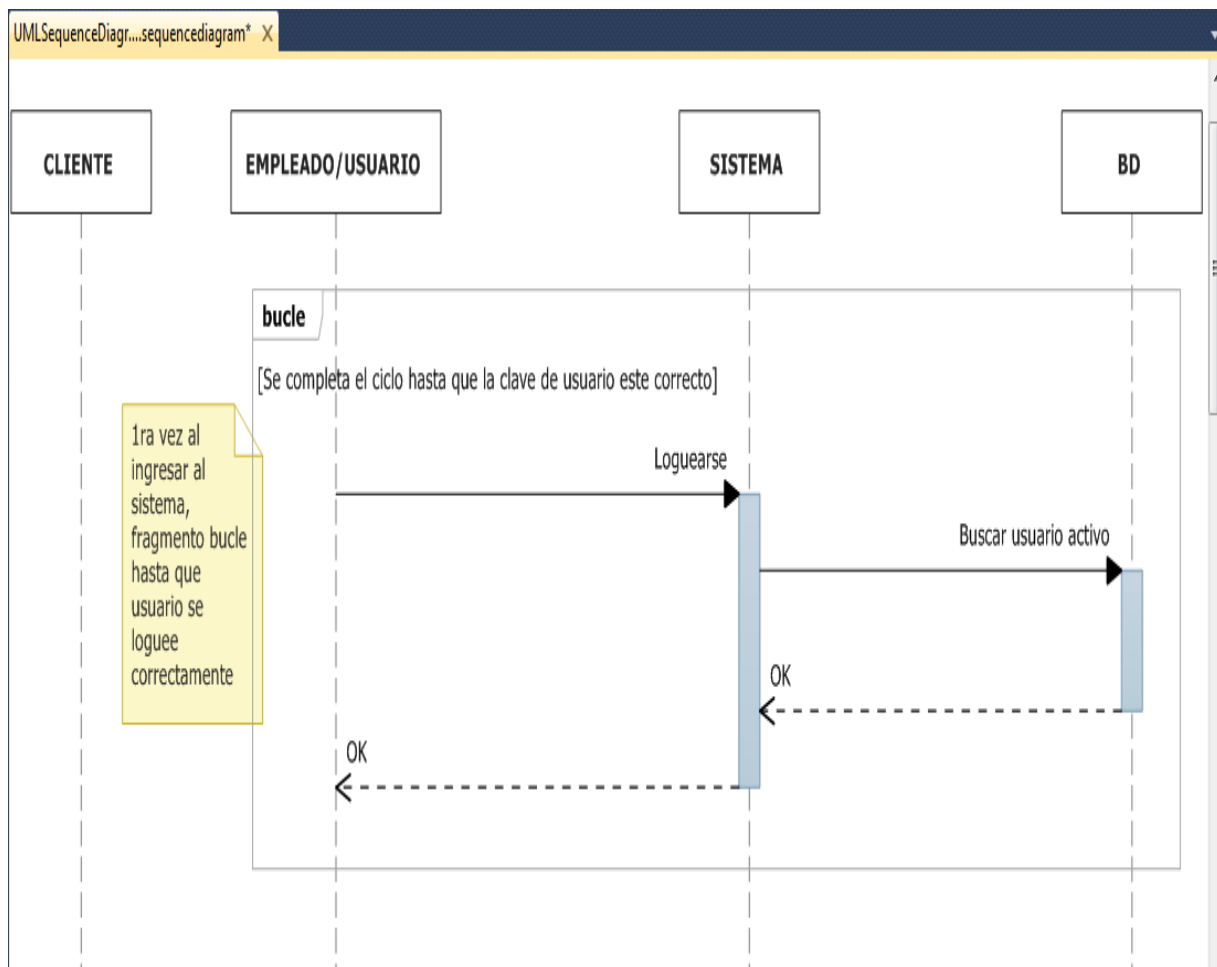 UMLSequenceDiagr....sequencediagram* X
CLIENTE
EMPLEADO/USUARIO
SISTEMA
BD
bucle
[Se completa el ciclo hasta que la clave de usuario este correcto]
1ra vez al
ingresar al
sistema,
fragmento bucle
hasta que
usuario se
loguee
correctamente
Loguearse
Buscar usuario activo
OK
OK